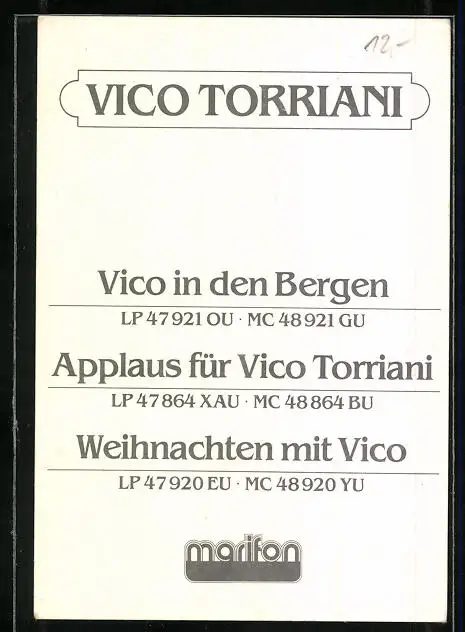 12,-
VICO TORRIANI
Vico in den Bergen
LP 47 921 OU · MC 48 921 GU
Applaus für Vico Torriani
LP 47 864 XAU · MC 48 864 BU
Weihnachten mit Vico
LP 47 920 EU · MC 48 920 YU
marifon